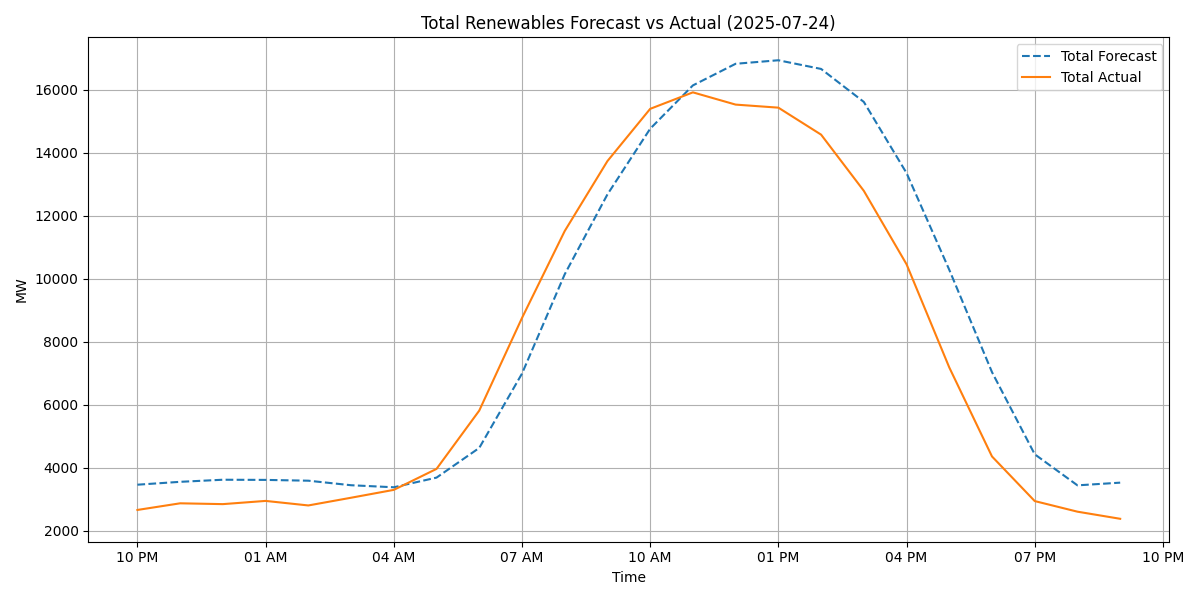 Total Renewables Forecast vs Actual (2025-07-24)
Total Forecast
Total Actual
16000
14000
12000
10000
8000
6000
4000
2000
MW
10 PM 01 AM 04 AM 07 AM 10 AM 01 PM 04 PM 07 PM 10 PM
Time